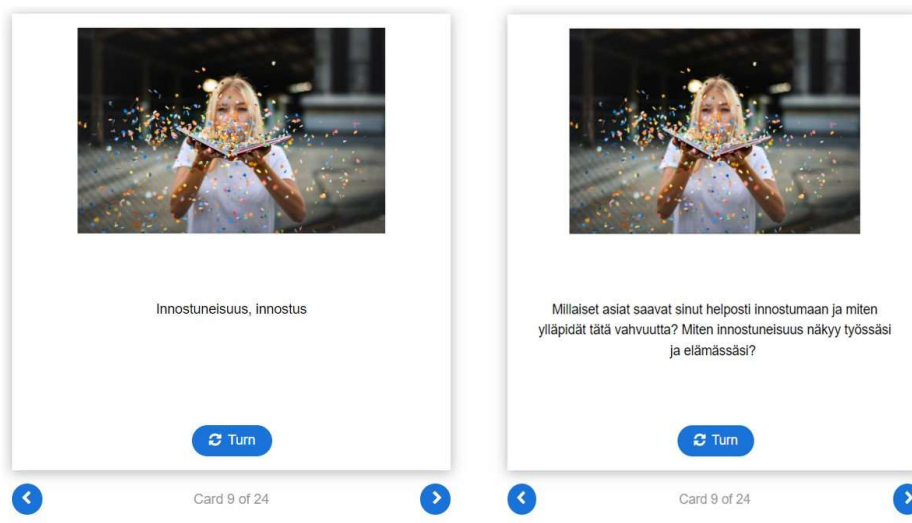 Innostuneisuus, innostus
Turn
Card 9 of 24
Millaiset asiat saavat sinut helposti innostumaan ja miten
ylläpidät tätä vahvuutta? Miten innostuneisuus näkyy työssäsi
ja elämässäsi?
Turn
Card 9 of 24